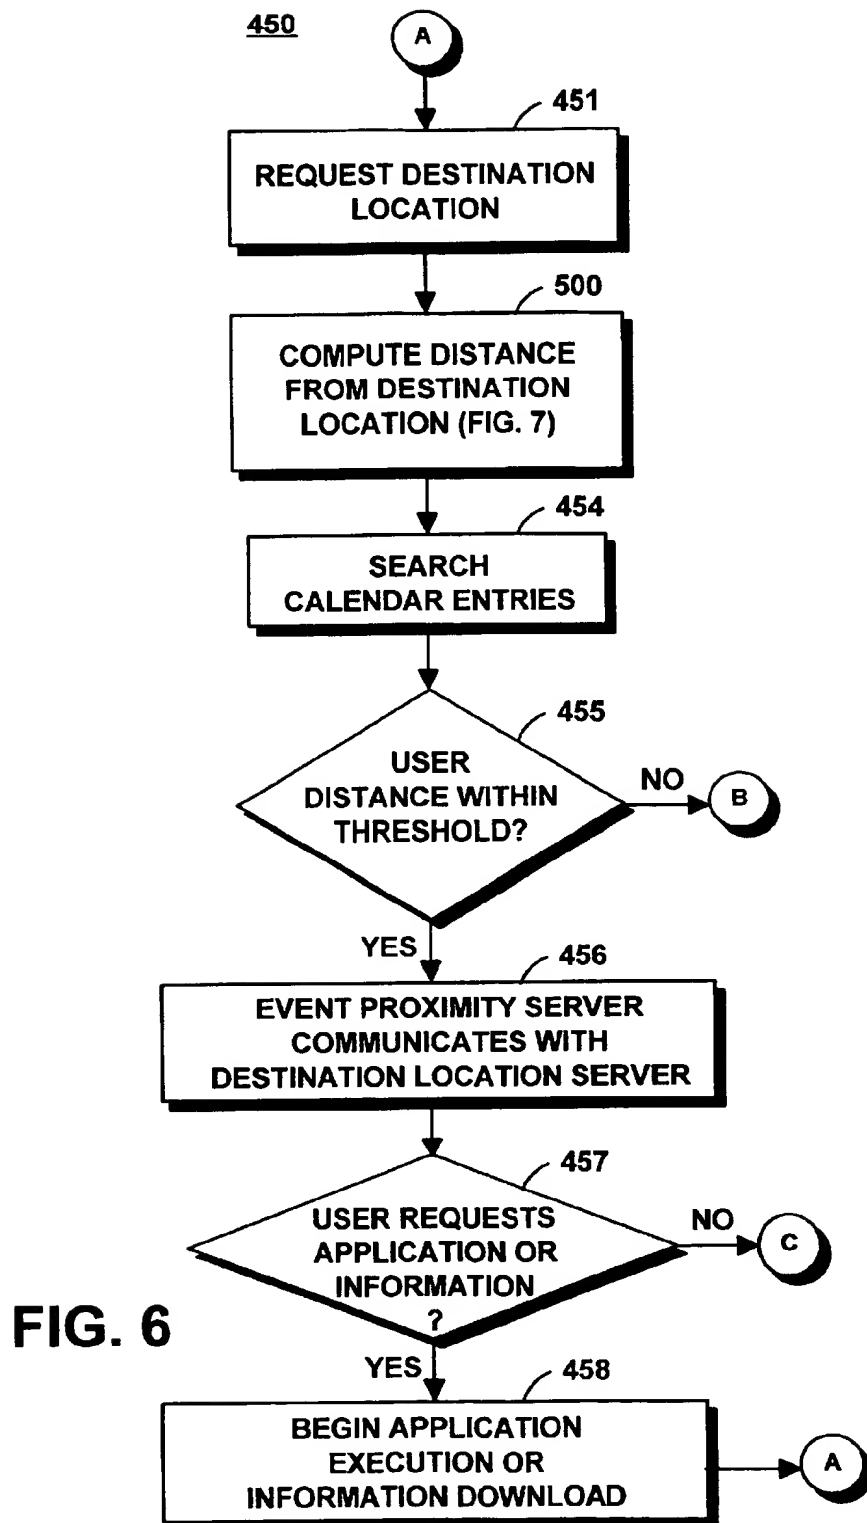 450
A
451
REQUEST DESTINATION
LOCATION
500
COMPUTE DISTANCE
FROM DESTINATION
LOCATION (FIG. 7)
454
SEARCH
CALENDAR ENTRIES
455
USER
DISTANCE WITHIN
THRESHOLD?
NO
B
YES
456
EVENT PROXIMITY SERVER
COMMUNICATES WITH
DESTINATION LOCATION SERVER
457
USER REQUESTS
APPLICATION OR
INFORMATION
?
NO
C
FIG. 6
YES
458
BEGIN APPLICATION
EXECUTION OR
INFORMATION DOWNLOAD
A